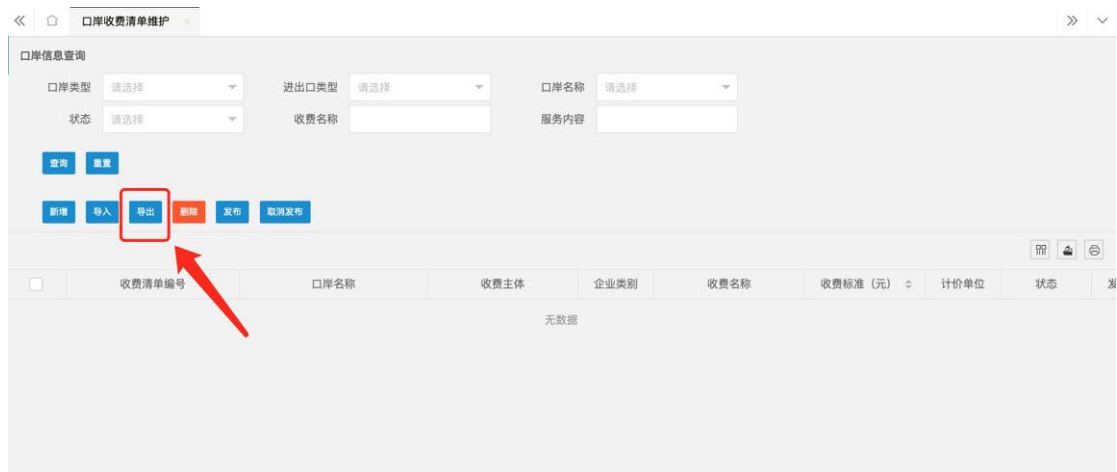 口岸收费清单维护
口岸信息查询
口岸类型 请选择 进出口类型 请选择 口岸名称 请选择
状态 请选择 收费名称 服务内容
查询 重置
新增 导入 导出 删除 发布 取消发布
收费清单编号 口岸名称 收费主体 企业类别 收费名称 收费标准（元） 计价单位 状态 发
无数据